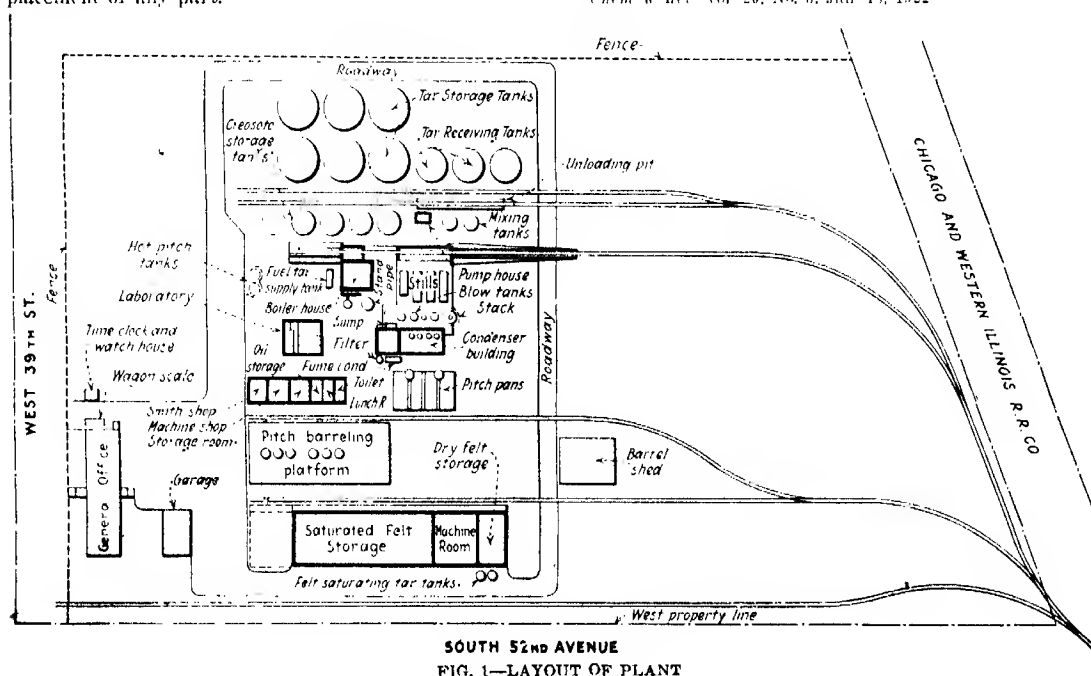 placement of any part.
Fence
Roadway
Tar Storage Tanks
Creosote
storage
tanks
Tar Receiving Tanks
Unloading pit
CHICAGO AND WESTERN ILLINOIS R.R. CO
Mixing
tanks
Hot pitch
tanks
Fuel tar
supply tank
Stand
pipe
Stills
Pump house
Blow tanks
Stack
Laboratory
Boiler house
Sump
Filter
Condenser
building
Time clock and
watch house
Oil
storage
Fume cond
Toilet
Lunch R
Pitch pans
Wagon scale
Roadway
Fence
WEST 39TH ST.
Smith shop
Machine shop
Storage room
Pitch barreling
platform
Dry felt
storage
Barrel
shed
General Office
Garage
Saturated Felt
Storage
Machine
Room
Felt saturating tar tanks
West property line
SOUTH 52ND AVENUE
FIG. 1—LAYOUT OF PLANT